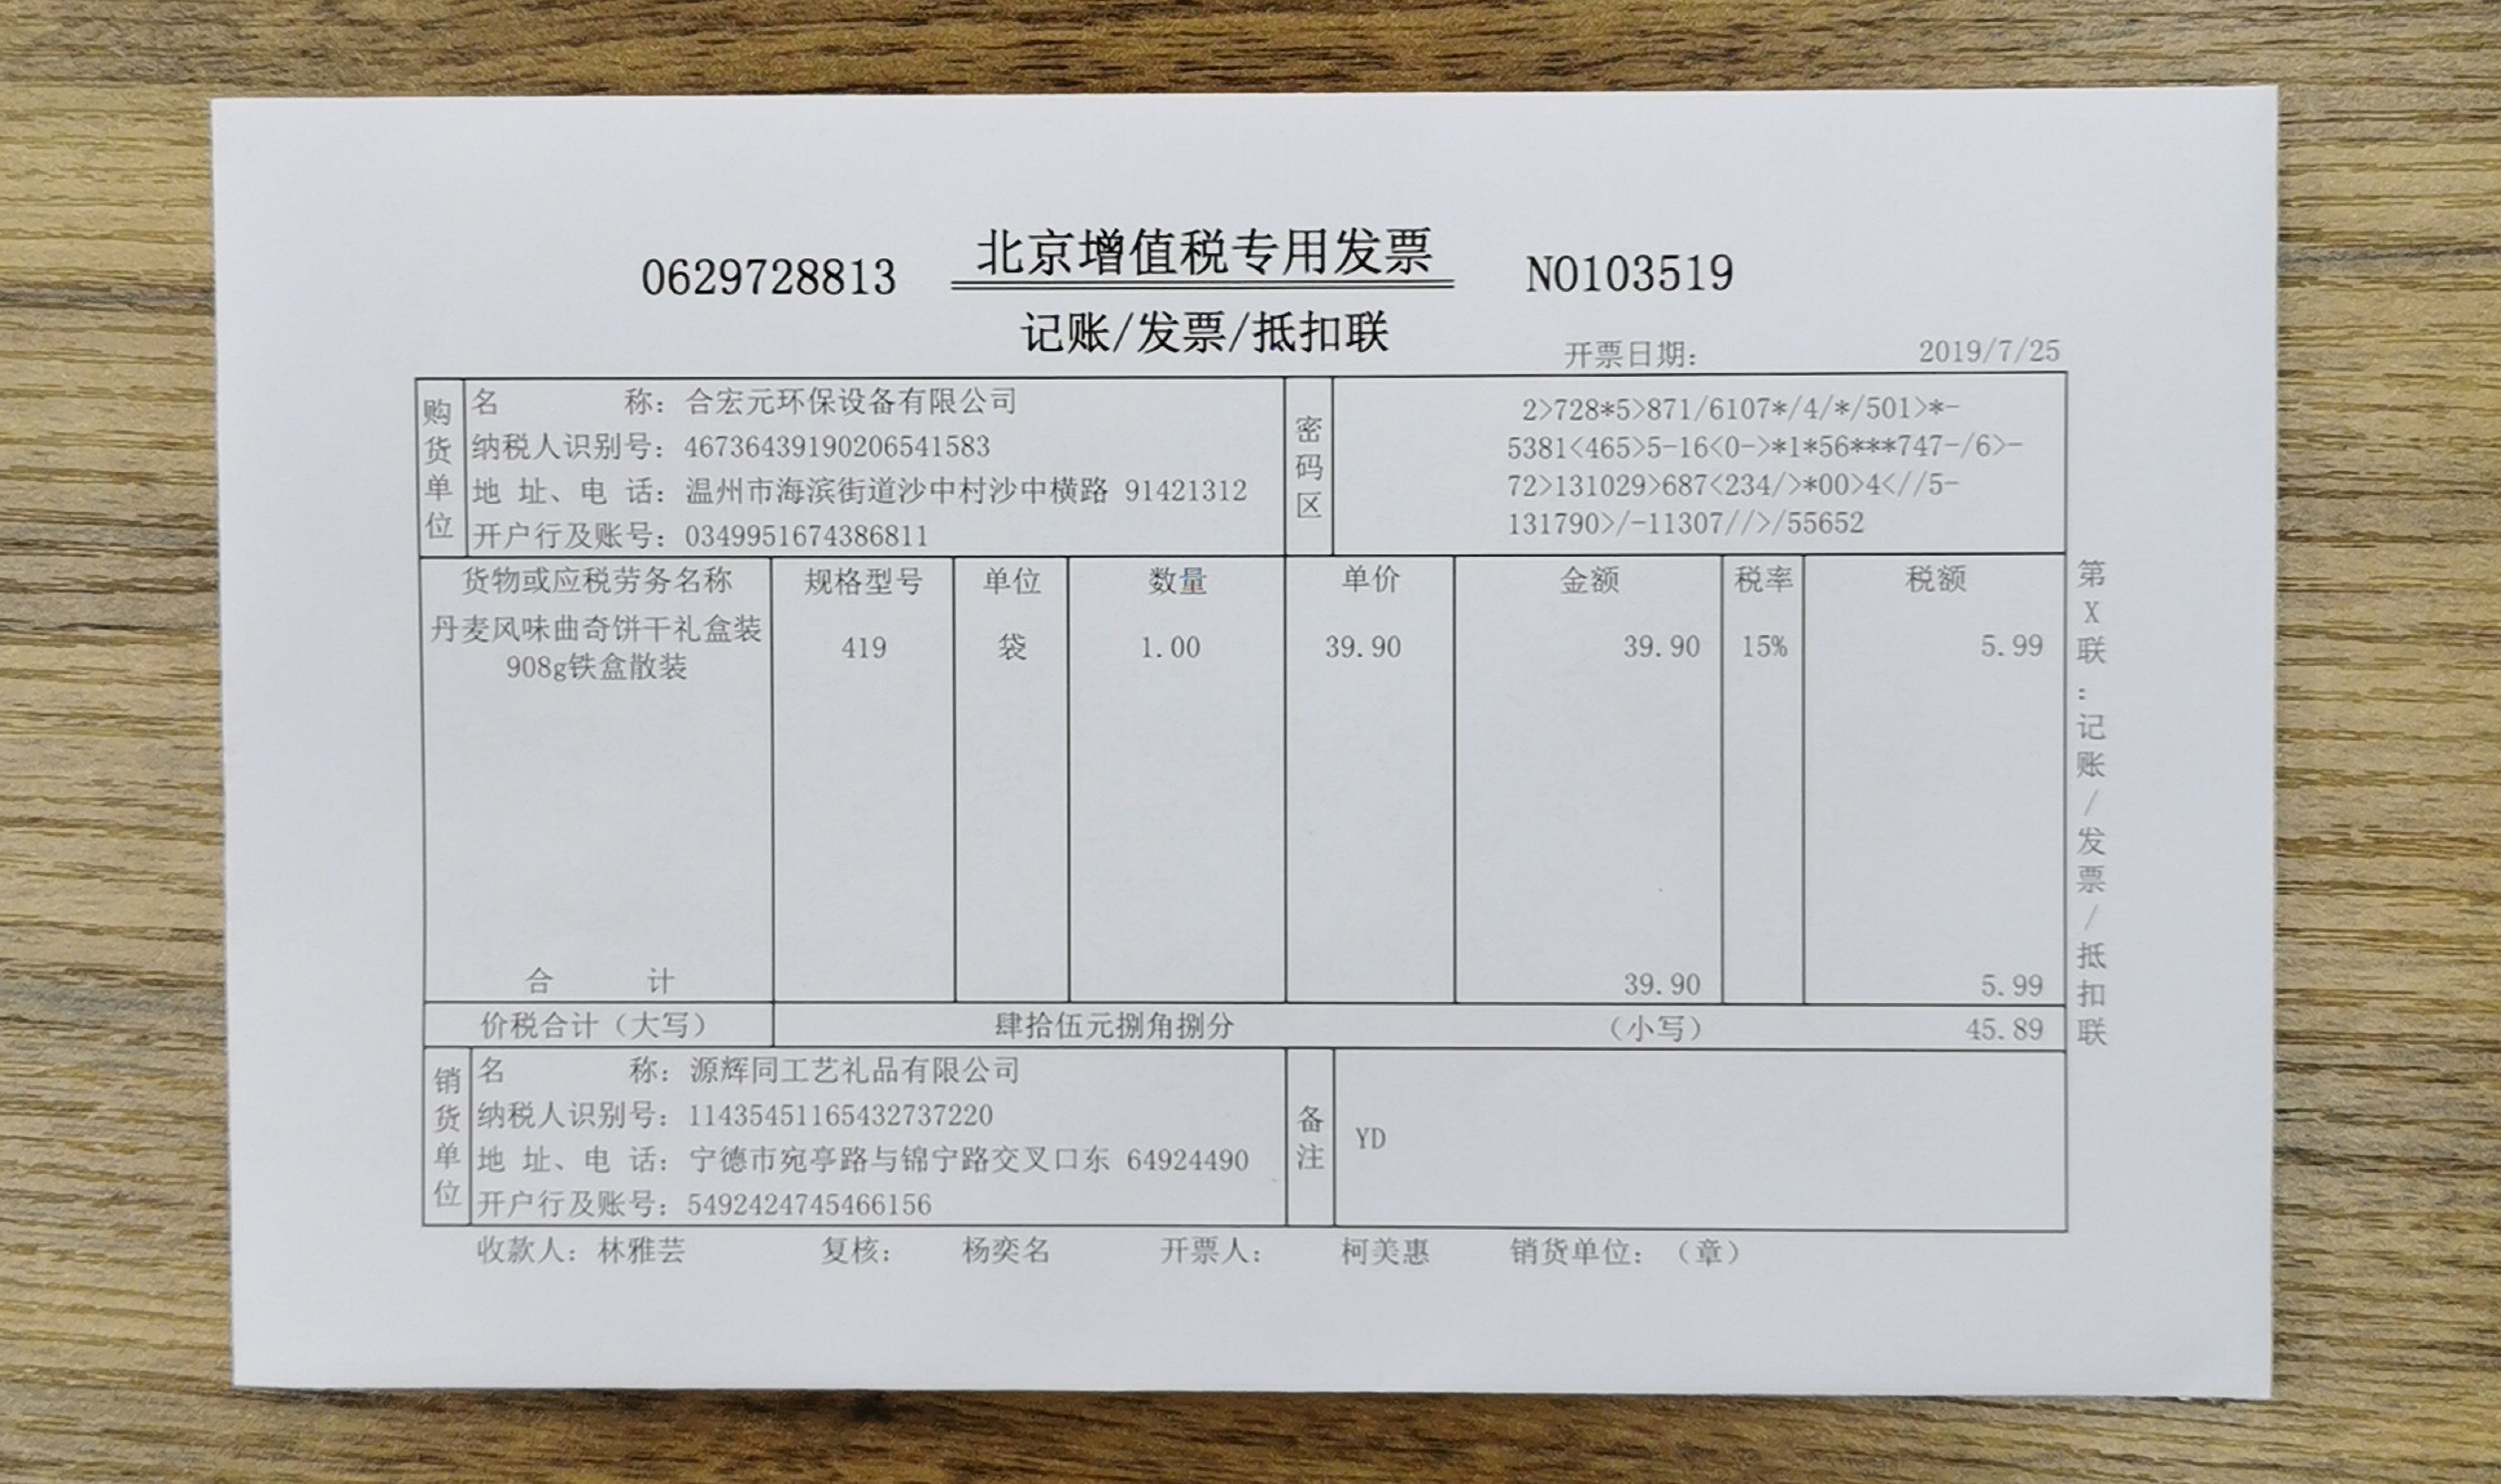 0629728813 北京增值税专用发票 NO103519
记账/发票/抵扣联
开票日期: 2019/7/25
购货单位
名 称: 合宏元环保设备有限公司
纳税人识别号: 46736439190206541583
地 址、电 话: 温州市海滨街道沙中村沙中横路 91421312
开户行及账号: 0349951674386811
密码区
2>728*5>871/6107*/4/*/501>*-
5381<465>5-16<0->*1*56***747-/6>-
72>131029>687<234/>*00>4<//5-
131790>/-11307//>/55652
货物或应税劳务名称 规格型号 单位 数量 单价 金额 税率 税额
丹麦风味曲奇饼干礼盒装
908g铁盒散装
419 袋 1.00 39.90 39.90 15% 5.99
合 计 39.90 5.99
价税合计（大写） 肆拾伍元捌角捌分 （小写） 45.89
销货单位
名 称: 源辉同工艺礼品有限公司
纳税人识别号: 11435451165432737220
地 址、电 话: 宁德市宛亭路与锦宁路交叉口东 64924490
开户行及账号: 5492424745466156
备注
YD
收款人: 林雅芸 复核: 杨奕名 开票人: 柯美惠 销货单位: （章）
第X联:记账/发票/抵扣联